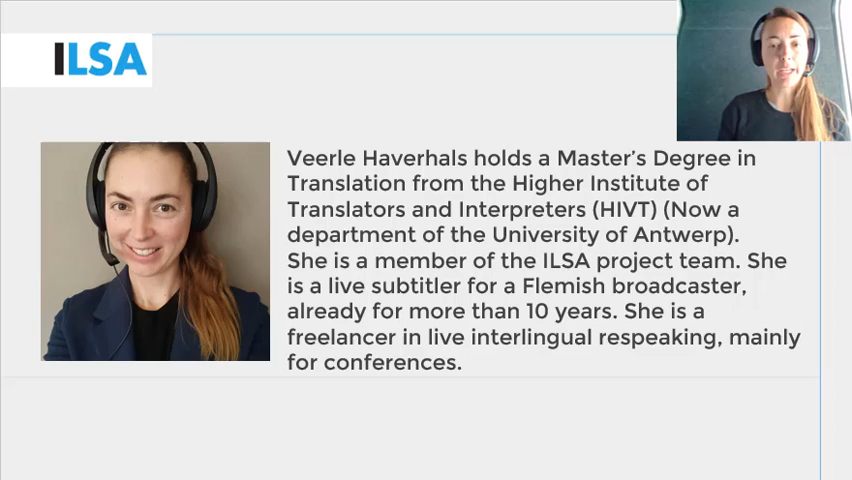 ILSA
Veerle Haverhals holds a Master's Degree in
Translation from the Higher Institute of
Translators and Interpreters (HIVT) (Now a
department of the University of Antwerp).
She is a member of the ILSA project team. She
is a live subtitler for a Flemish broadcaster,
already for more than 10 years. She is a
freelancer in live interlingual respeaking, mainly
for conferences.